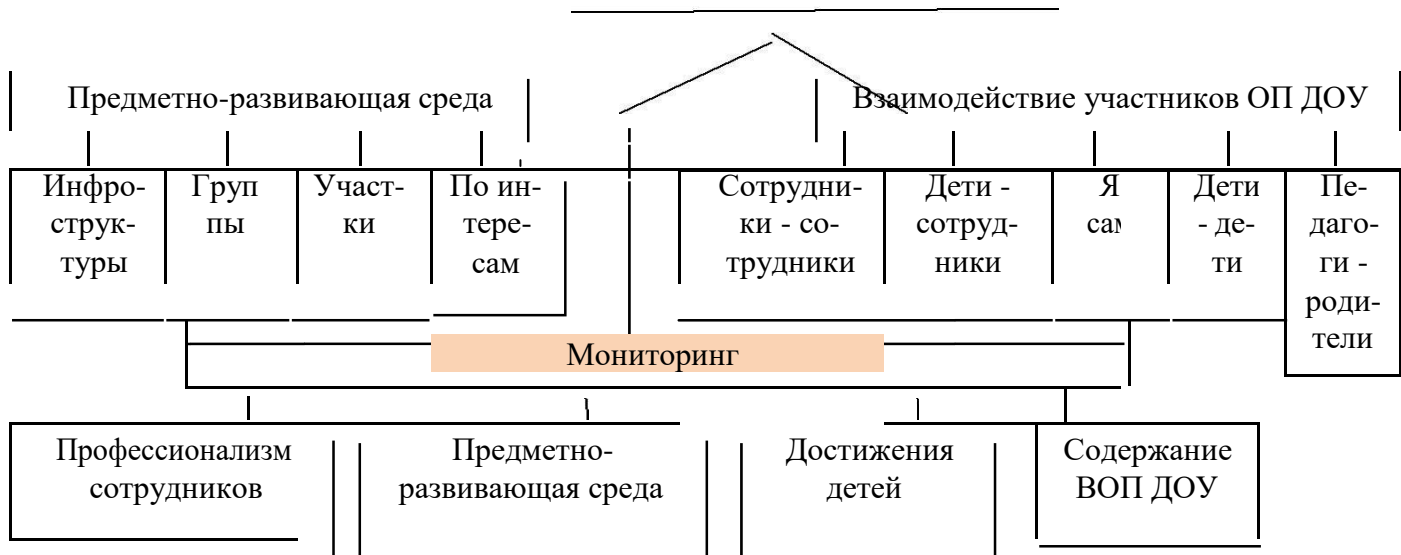 Предметно-развивающая среда
Взаимодействие участников ОП ДОУ
Инфро-
струк-
туры
Груп
пы
Участ-
ки
По ин-
тере-
сам
Сотрудни-
ки - со-
трудники
Дети -
сотруд-
ники
Я
сам
Дети
- де-
ти
Пе-
даго-
ги -
роди-
тели
Мониторинг
Профессионализм
сотрудников
Предметно-
развивающая среда
Достижения
детей
Содержание
ВОП ДОУ